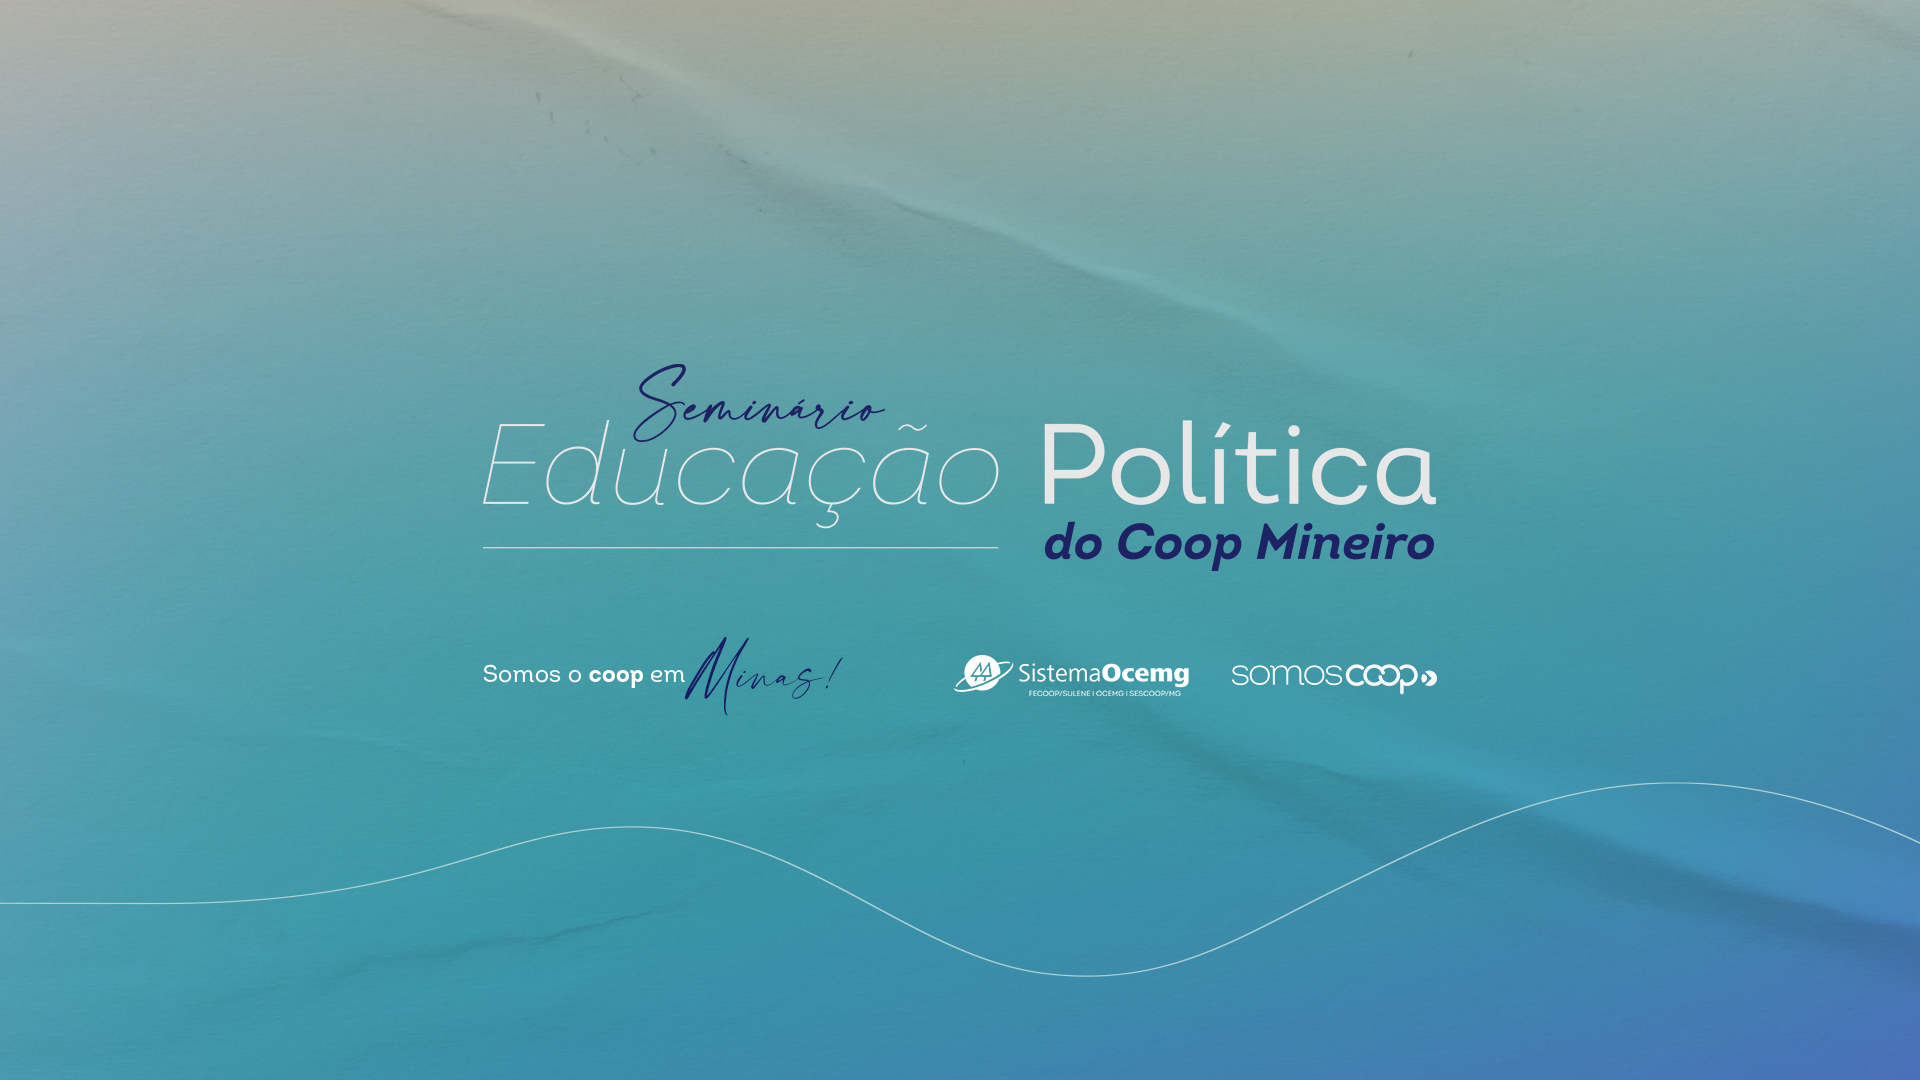 Seminário
Educação Política
do Coop Mineiro
Somos o coop em Minas!
SistemaOcemg
FECOOP/SULENE | OCEMG | SESCOOP/MG
somoscoop